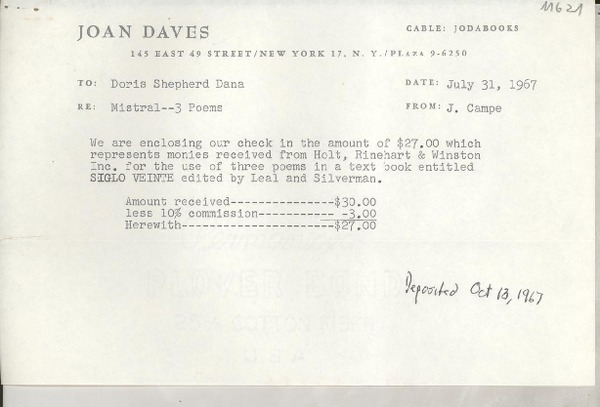 11621
JOAN DAVES
CABLE: JODABOOKS
145 EAST 49 STREET/NEW YORK 17, N. Y./PLAZA 9-6250
TO: Doris Shepherd Dana
DATE: July 31, 1967
RE: Mistral--3 Poems
FROM: J. Campe
We are enclosing our check in the amount of $27.00 which
represents monies received from Holt, Rinehart & Winston
Inc. for the use of three poems in a text book entitled
SIGLO VEINTE edited by Leal and Silverman.
Amount received---------------$30.00
less 10% commission----------- -3.00
Herewith----------------------$27.00
Deposited Oct 13, 1967